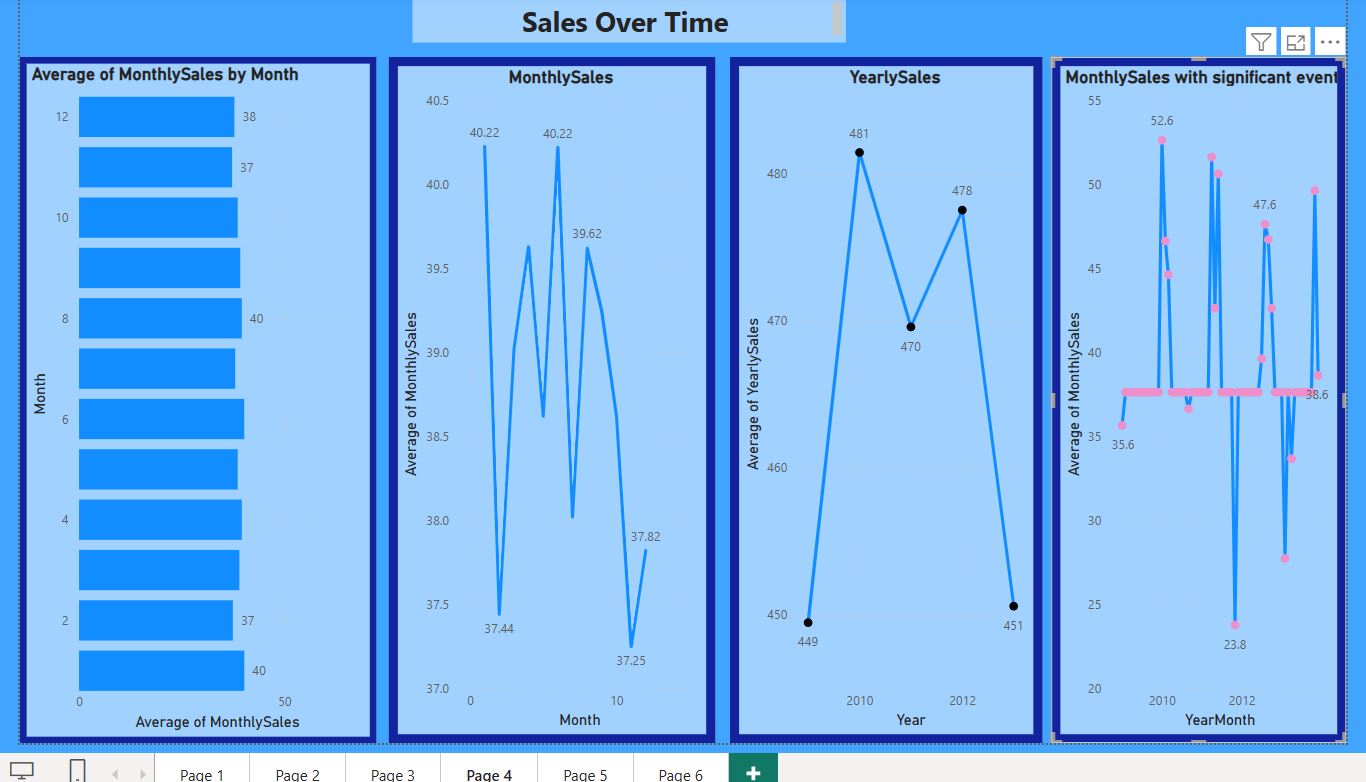 Sales Over Time
Average of MonthlySales by Month
12
38
37
10
8
40
6
4
2
37
40
0
50
Month
Average of MonthlySales
MonthlySales
40.5
40.22
40.22
40.0
39.62
39.5
39.0
38.5
38.0
37.82
37.5
37.44
37.25
37.0
0
10
Average of MonthlySales
Month
YearlySales
481
480
478
470
470
460
450
449
451
2010
2012
Average of YearlySales
Year
MonthlySales with significant event
55
52.6
50
47.6
45
40
38.6
35
35.6
30
25
23.8
20
2010
2012
Average of MonthlySales
YearMonth
Page 1
Page 2
Page 3
Page 4
Page 5
Page 6
+